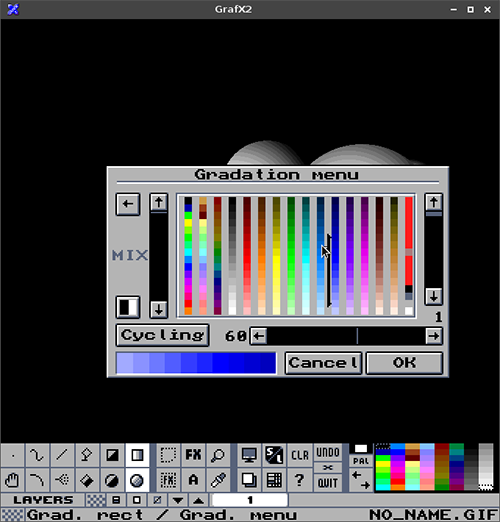 GrafX2
Gradation menu
MIX
1
Cycling 60
Cancel OK
FX CLR UNDO
PAL
A ? QUIT
LAYERS 1
Grad. rect / Grad. menu NO_NAME.GIF